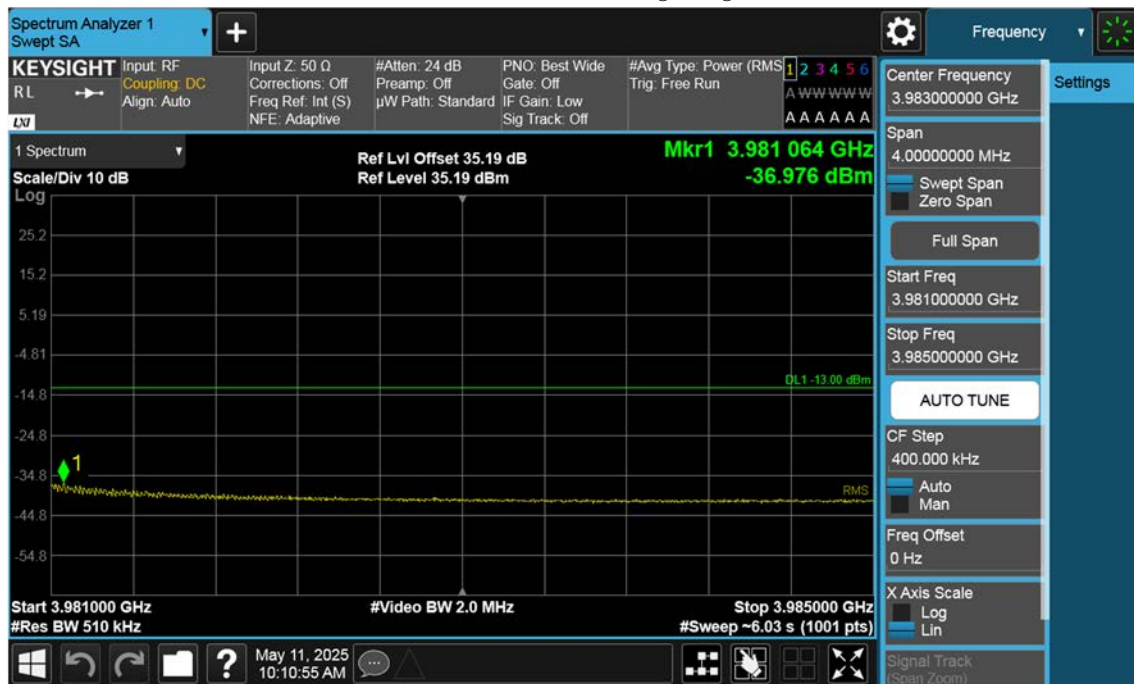 Spectrum Analyzer 1
Swept SA
Frequency
KEYSIGHT
RL
LXI
Input: RF
Coupling: DC
Align: Auto
Input Z: 50 Ω
Corrections: Off
Freq Ref: Int (S)
NFE: Adaptive
#Atten: 24 dB
Preamp: Off
µW Path: Standard
PNO: Best Wide
Gate: Off
IF Gain: Low
Sig Track: Off
#Avg Type: Power (RMS
Trig: Free Run
1 2 3 4 5 6
A W W W W W
A A A A A A
1 Spectrum
Scale/Div 10 dB
Ref Lvl Offset 35.19 dB
Ref Level 35.19 dBm
Mkr1 3.981 064 GHz
-36.976 dBm
Log
25.2
15.2
5.19
-4.81
-14.8
-24.8
-34.8
-44.8
-54.8
DL1 -13.00 dBm
1
RMS
Start 3.981000 GHz
#Res BW 510 kHz
#Video BW 2.0 MHz
Stop 3.985000 GHz
#Sweep ~6.03 s (1001 pts)
Center Frequency
3.983000000 GHz
Span
4.00000000 MHz
Swept Span
Zero Span
Full Span
Start Freq
3.981000000 GHz
Stop Freq
3.985000000 GHz
AUTO TUNE
CF Step
400.000 kHz
Auto
Man
Freq Offset
0 Hz
X Axis Scale
Log
Lin
Signal Track
(Span Zoom)
Settings
?
May 11, 2025
10:10:55 AM